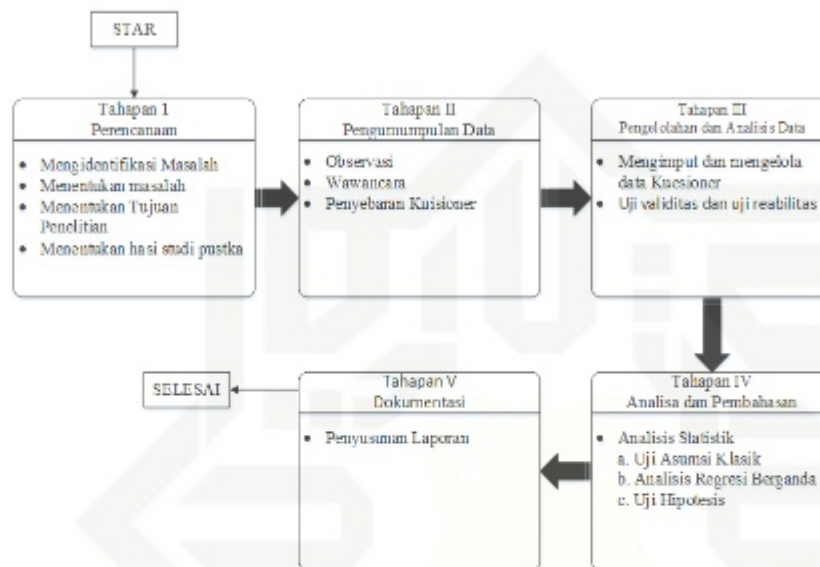 STAR
Tahapan I
Perencanaan
• Mengidentifikasi Masalah
• Menentukan masalah
• Menentukan Tujuan
Penelitian
• Menentukan hasi studi pustka
Tahapan II
Pengumumpulan Data
• Observasi
• Wawancara
• Penyebaran Kuisioner
Tahapan III
Pengelolahan dan Analisis Data
• Mengimput dan mengelola
data Kuesioner
• Uji validitas dan uji reabilitas
Tahapan IV
Analisa dan Pembahasan
• Analisis Statistik
a. Uji Asumsi Klasik
b. Analisis Regresi Berganda
c. Uji Hipotesis
Tahapan V
Dokumentasi
• Penyusunan Laporan
SELESAI